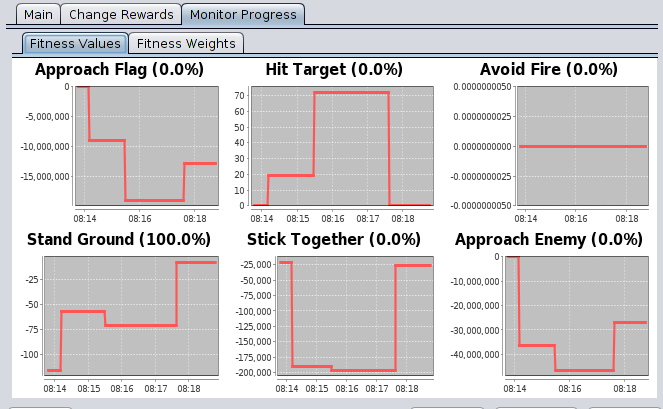 Main Change Rewards Monitor Progress
Fitness Values Fitness Weights
Approach Flag (0.0%)
0
-5,000,000
-10,000,000
-15,000,000
08:14 08:16 08:18
Hit Target (0.0%)
70
60
50
40
30
20
10
0
08:14 08:15 08:16 08:17 08:18
Avoid Fire (0.0%)
0.0000000050
0.0000000025
0.0000000000
-0.0000000025
-0.0000000050
08:14 08:16 08:18
Stand Ground (100.0%)
-25
-50
-75
-100
08:14 08:15 08:16 08:17 08:18
Stick Together (0.0%)
-25,000
-50,000
-75,000
-100,000
-125,000
-150,000
-175,000
-200,000
08:14 08:16 08:18
Approach Enemy (0.0%)
0
-10,000,000
-20,000,000
-30,000,000
-40,000,000
08:14 08:16 08:18